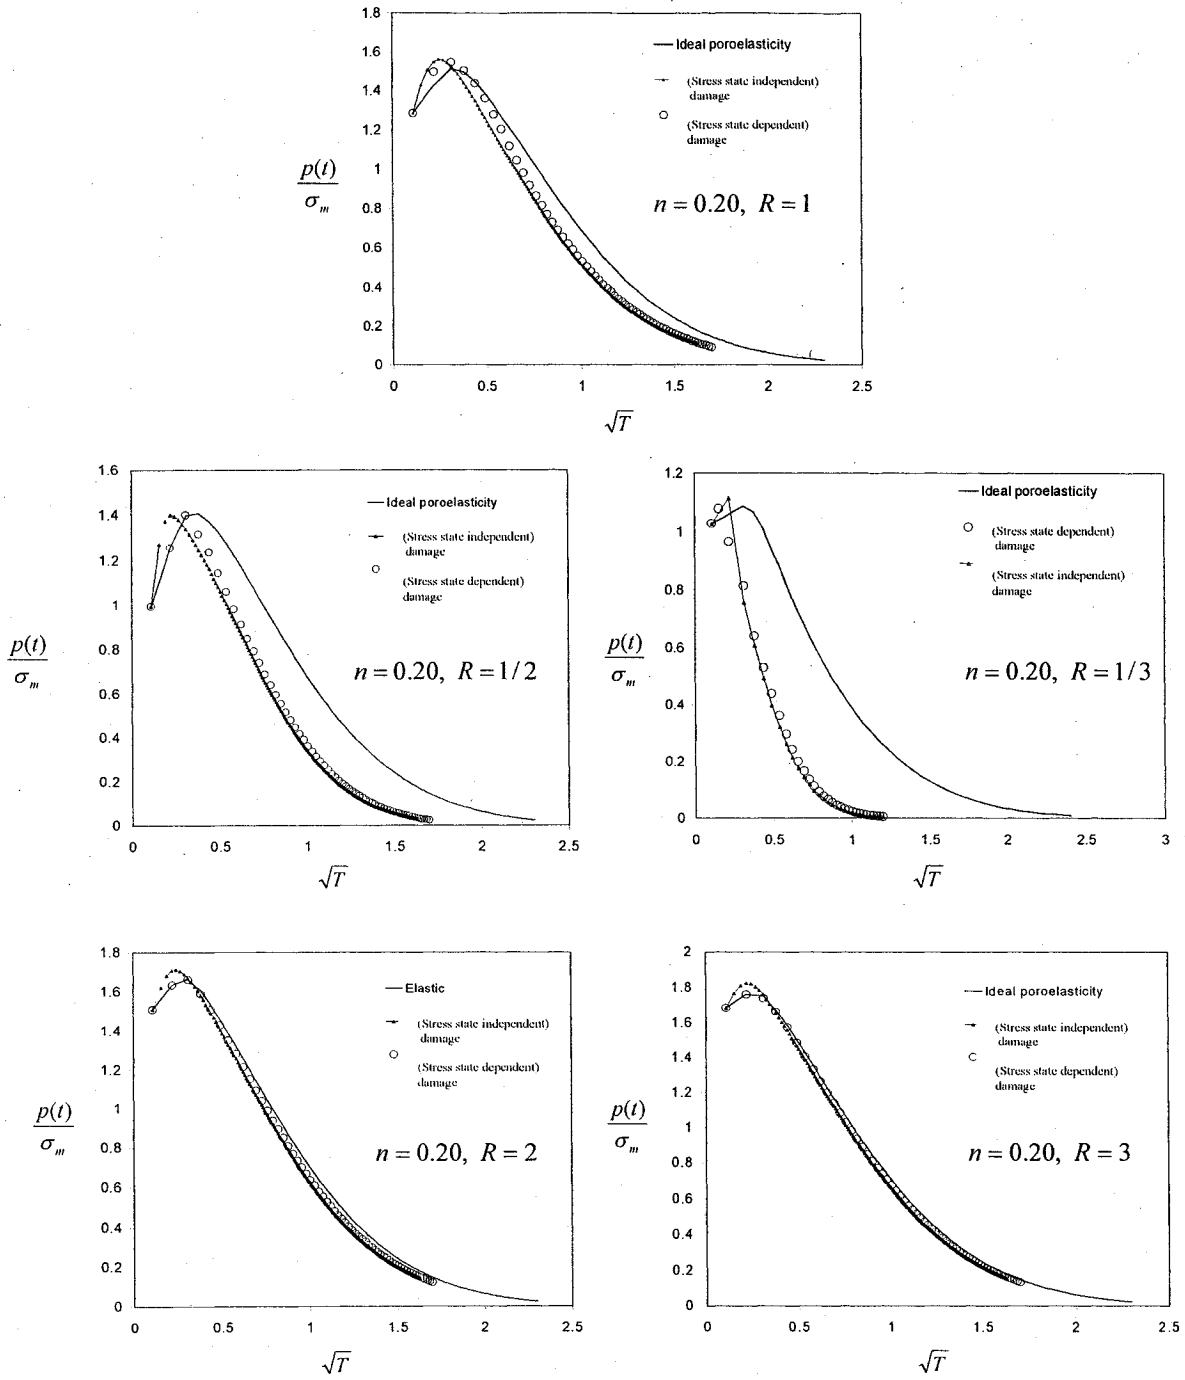 1.8
1.6
1.4
1.2
1
0.8
0.6
0.4
0.2
0
0 0.5 1 1.5 2 2.5
p(t)
σm
√T
Ideal poroelasticity
(Stress state independent)
damage
(Stress state dependent)
damage
n = 0.20, R = 1
1.6
1.4
1.2
1
0.8
0.6
0.4
0.2
0
0 0.5 1 1.5 2 2.5
p(t)
σm
√T
Ideal poroelasticity
(Stress state independent)
damage
(Stress state dependent)
damage
n = 0.20, R = 1/2
1.2
1
0.8
0.6
0.4
0.2
0
0 0.5 1 1.5 2 2.5 3
p(t)
σm
√T
Ideal poroelasticity
(Stress state dependent)
damage
(Stress state independent)
damage
n = 0.20, R = 1/3
1.8
1.6
1.4
1.2
1
0.8
0.6
0.4
0.2
0
0 0.5 1 1.5 2 2.5
p(t)
σm
√T
Elastic
(Stress state independent)
damage
(Stress state dependent)
damage
n = 0.20, R = 2
2
1.8
1.6
1.4
1.2
1
0.8
0.6
0.4
0.2
0
0 0.5 1 1.5 2 2.5
p(t)
σm
√T
Ideal poroelasticity
(Stress state independent)
damage
(Stress state dependent)
damage
n = 0.20, R = 3